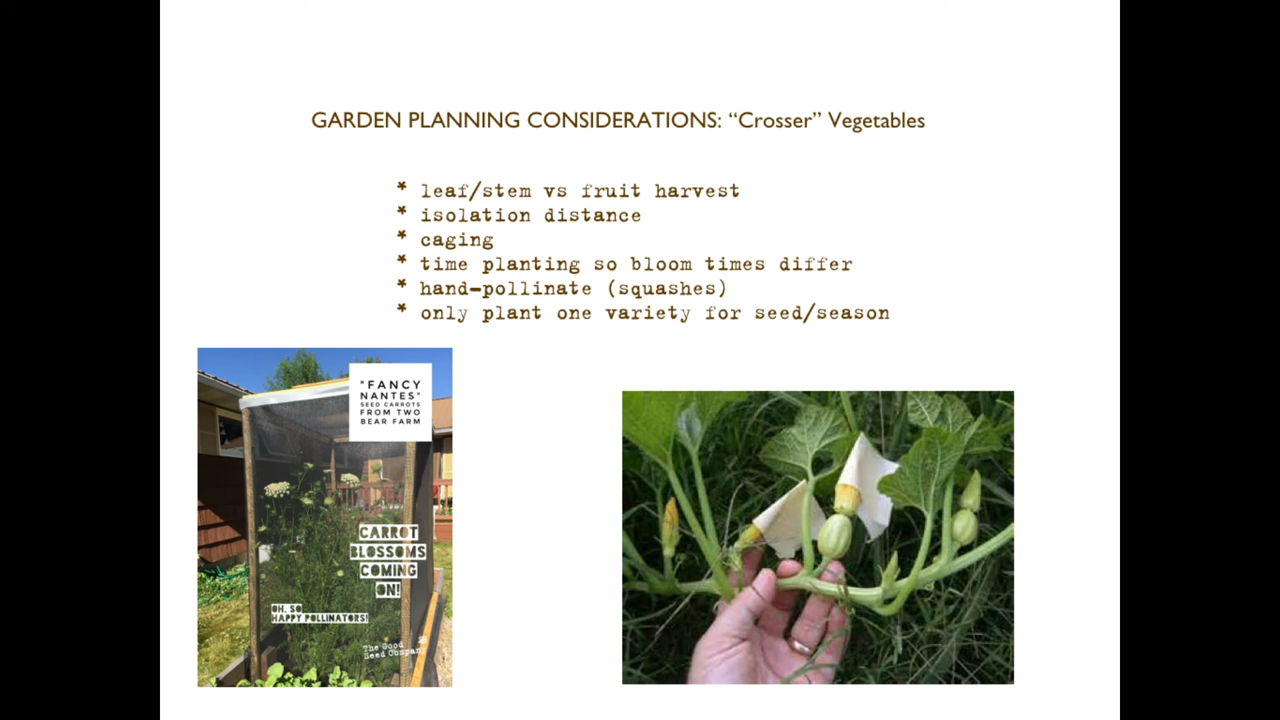 GARDEN PLANNING CONSIDERATIONS: “Crosser” Vegetables
* leaf/stem vs fruit harvest
* isolation distance
* caging
* time planting so bloom times differ
* hand-pollinate (squashes)
* only plant one variety for seed/season
"FANCY
NANTES"
SEED CARROTS
FROM TWO
BEAR FARM
CARROT
BLOSSOMS
COMING
ON!
OH, SO
HAPPY POLLINATORS!
The Good
Seed Company